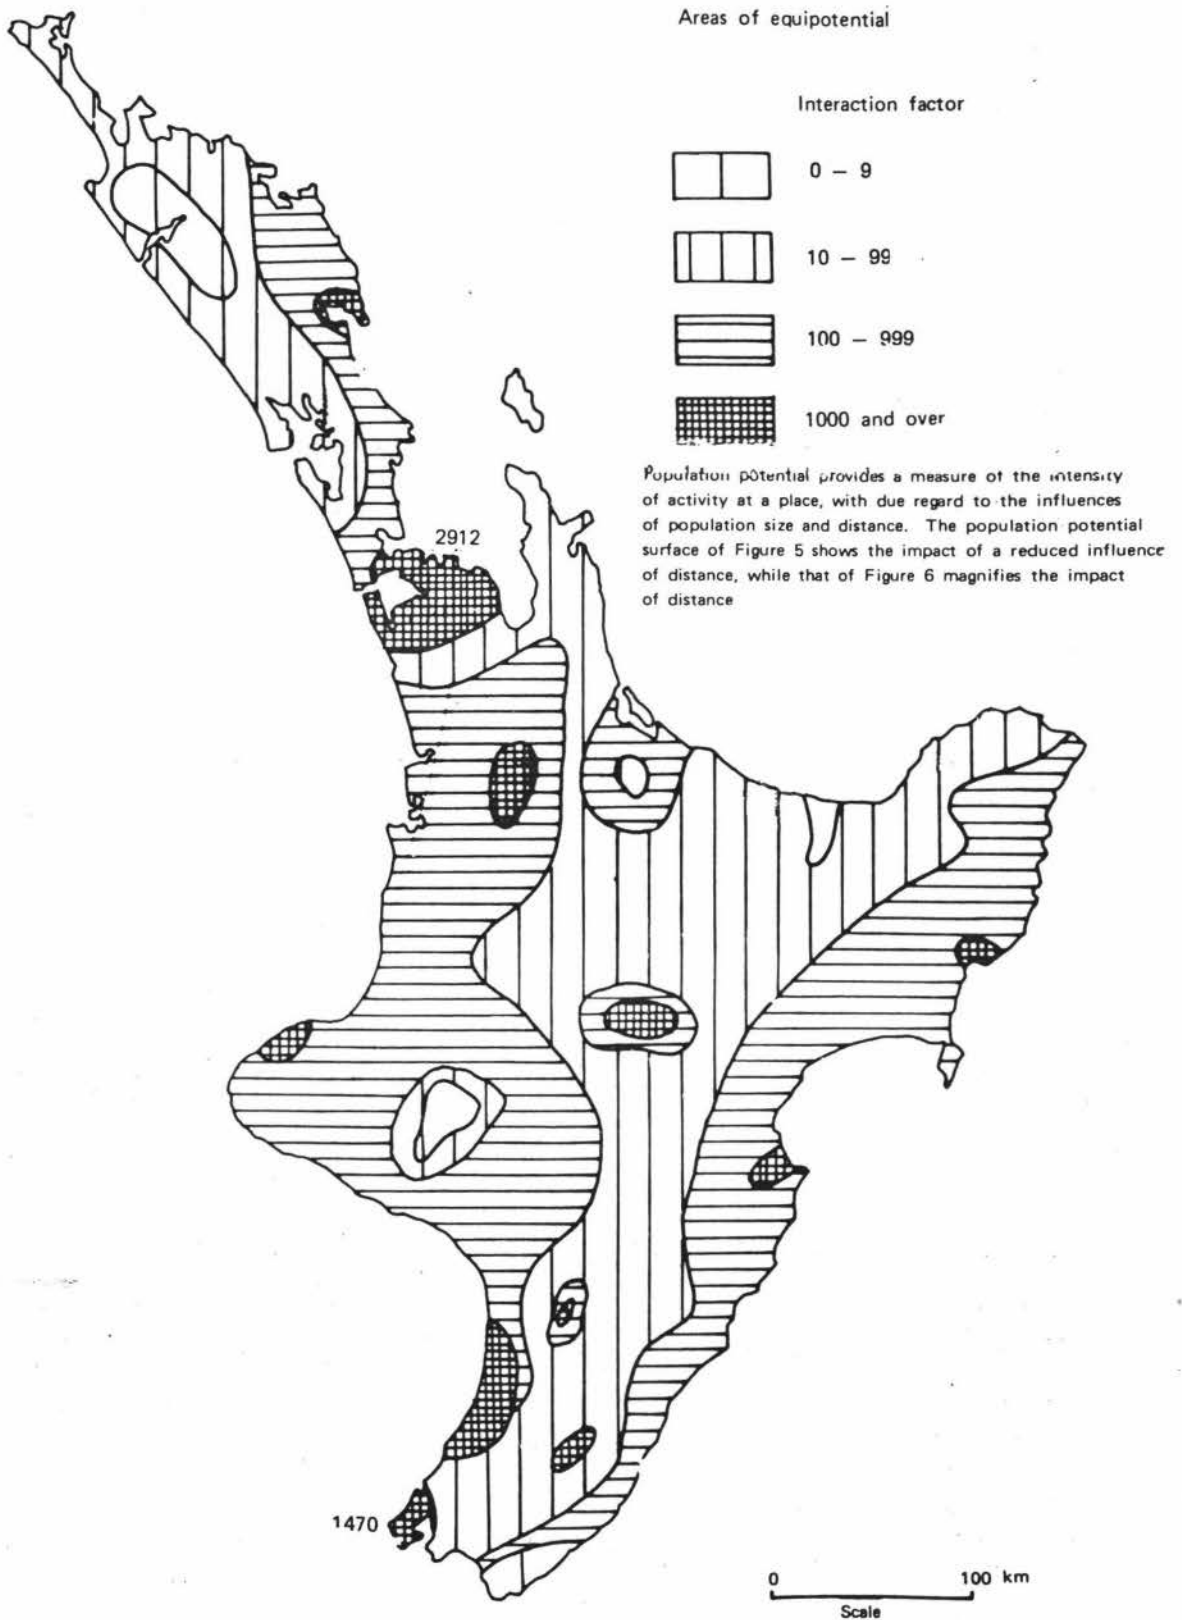 Areas of equipotential
Interaction factor
0 – 9
10 – 99
100 – 999
1000 and over
Population potential provides a measure of the intensity
of activity at a place, with due regard to the influences
of population size and distance. The population potential
surface of Figure 5 shows the impact of a reduced influence
of distance, while that of Figure 6 magnifies the impact
of distance
2912
1470
0 100 km
Scale